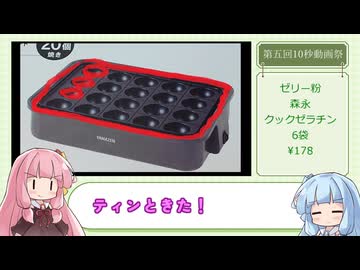 20個
焼き
YAMAZEN
第五回10秒動画祭
ゼリー粉
森永
クックゼラチン
6袋
¥178
ティンときた!